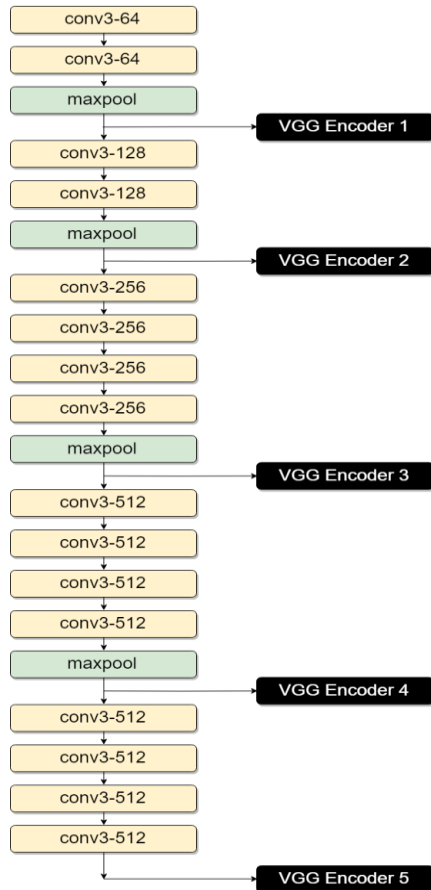 conv3-64
conv3-64
maxpool
VGG Encoder 1
conv3-128
conv3-128
maxpool
VGG Encoder 2
conv3-256
conv3-256
conv3-256
conv3-256
maxpool
VGG Encoder 3
conv3-512
conv3-512
conv3-512
conv3-512
maxpool
VGG Encoder 4
conv3-512
conv3-512
conv3-512
conv3-512
VGG Encoder 5